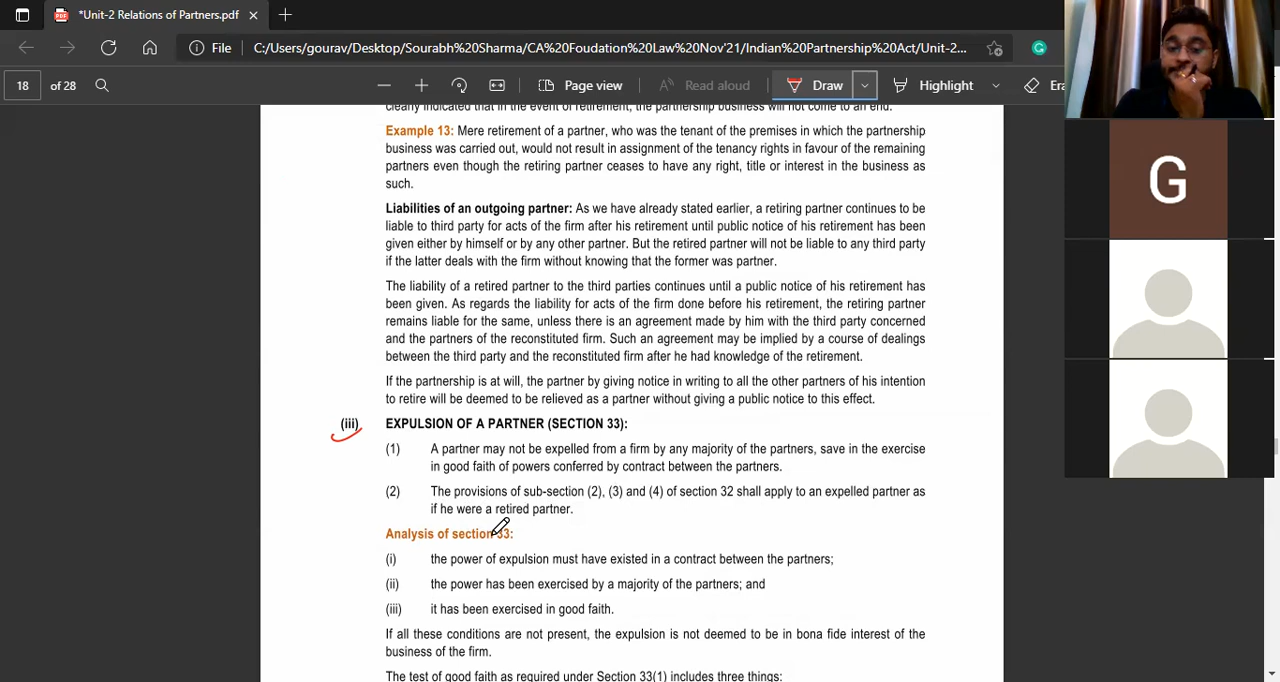 *Unit-2 Relations of Partners.pdf
File C:/Users/gourav/Desktop/Sourabh%20Sharma/CA%20Foudation%20Law%20Nov'21/Indian%20Partnership%20Act/Unit-2...
18 of 28 Page view Read aloud Draw Highlight Era
clearly indicated that in the event of retirement, the partnership business will not come to an end.
Example 13: Mere retirement of a partner, who was the tenant of the premises in which the partnership
business was carried out, would not result in assignment of the tenancy rights in favour of the remaining
partners even though the retiring partner ceases to have any right, title or interest in the business as
such.
Liabilities of an outgoing partner: As we have already stated earlier, a retiring partner continues to be
liable to third party for acts of the firm after his retirement until public notice of his retirement has been
given either by himself or by any other partner. But the retired partner will not be liable to any third party
if the latter deals with the firm without knowing that the former was partner.
The liability of a retired partner to the third parties continues until a public notice of his retirement has
been given. As regards the liability for acts of the firm done before his retirement, the retiring partner
remains liable for the same, unless there is an agreement made by him with the third party concerned
and the partners of the reconstituted firm. Such an agreement may be implied by a course of dealings
between the third party and the reconstituted firm after he had knowledge of the retirement.
If the partnership is at will, the partner by giving notice in writing to all the other partners of his intention
to retire will be deemed to be relieved as a partner without giving a public notice to this effect.
(iii) EXPULSION OF A PARTNER (SECTION 33):
(1) A partner may not be expelled from a firm by any majority of the partners, save in the exercise
in good faith of powers conferred by contract between the partners.
(2) The provisions of sub-section (2), (3) and (4) of section 32 shall apply to an expelled partner as
if he were a retired partner.
Analysis of section 33:
(i) the power of expulsion must have existed in a contract between the partners;
(ii) the power has been exercised by a majority of the partners; and
(iii) it has been exercised in good faith.
If all these conditions are not present, the expulsion is not deemed to be in bona fide interest of the
business of the firm.
The test of good faith as required under Section 33(1) includes three things:
G